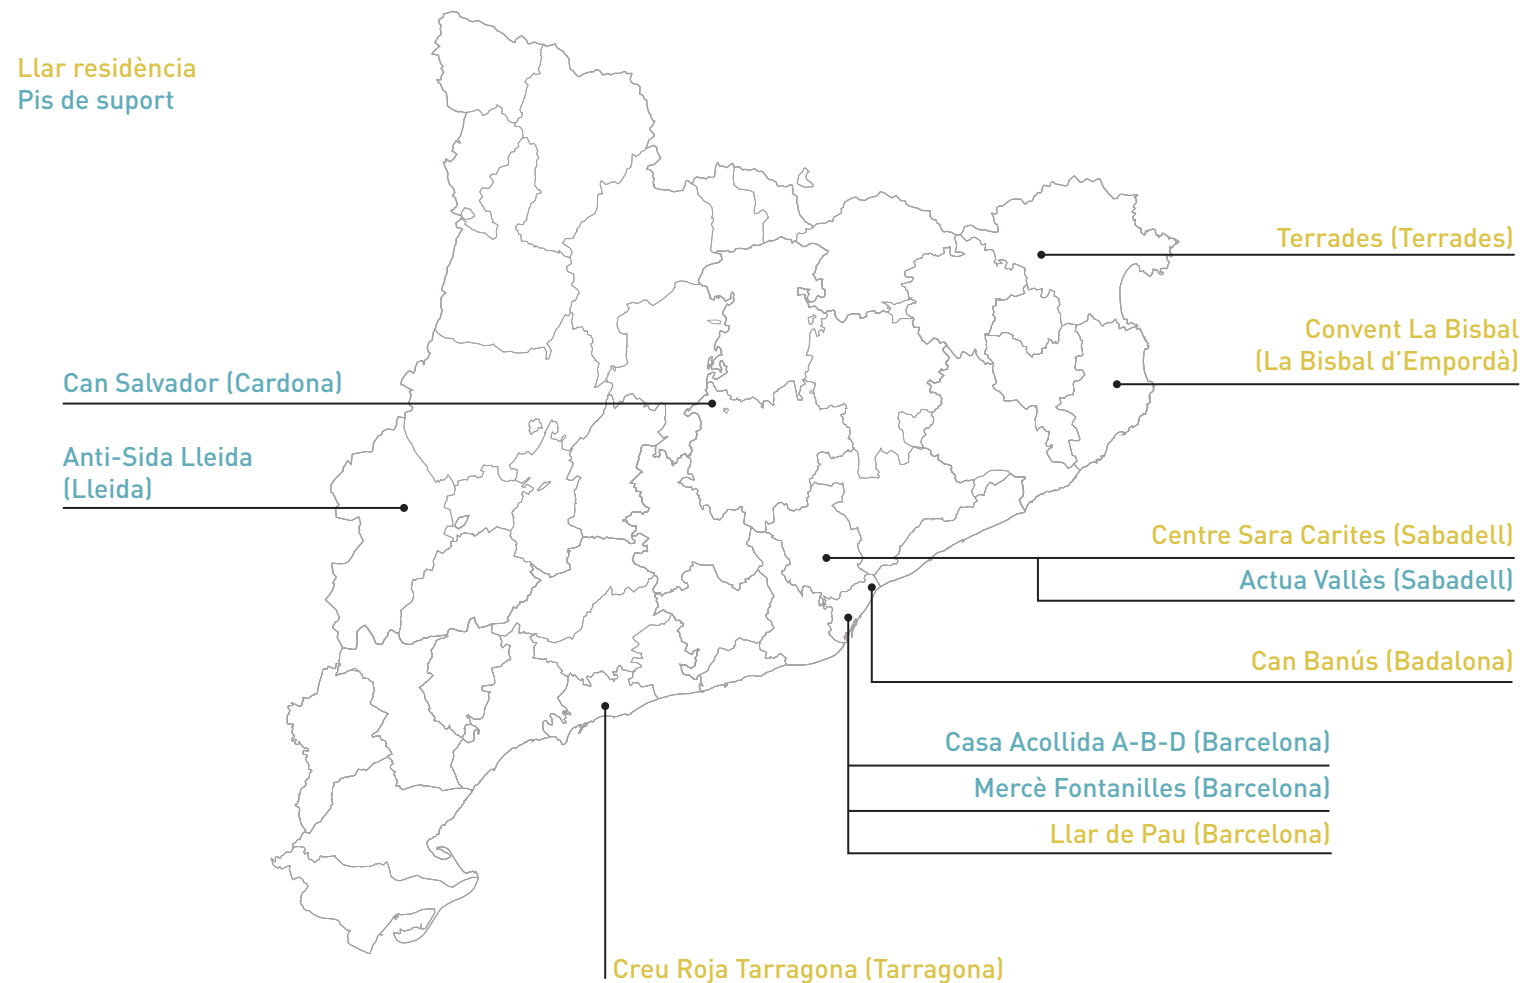 Llar residència
Pis de suport
Terrades (Terrades)
Convent La Bisbal
(La Bisbal d’Empordà)
Can Salvador (Cardona)
Anti-Sida Lleida
(Lleida)
Centre Sara Carites (Sabadell)
Actua Vallès (Sabadell)
Can Banús (Badalona)
Casa Acollida A-B-D (Barcelona)
Mercè Fontanilles (Barcelona)
Llar de Pau (Barcelona)
Creu Roja Tarragona (Tarragona)